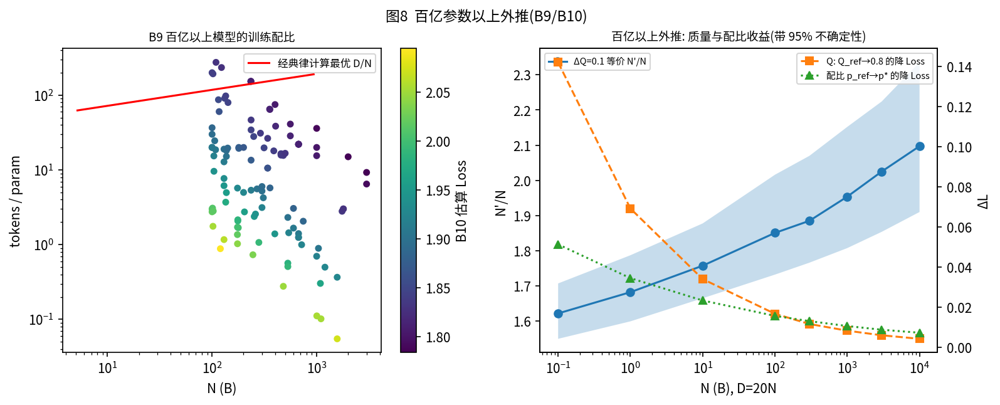 图8 百亿参数以上外推(B9/B10)
B9 百亿以上模型的训练配比
经典律计算最优 D/N
tokens / param
10²
10¹
10⁰
10⁻¹
10¹
10²
10³
N (B)
2.05
2.00
1.95
1.90
1.85
1.80
B10 估算 Loss
百亿以上外推: 质量与配比收益(带 95% 不确定性)
ΔQ=0.1 等价 N'/N
Q: Q_ref→0.8 的降 Loss
配比 p_ref→p* 的降 Loss
N'/N
2.3
2.2
2.1
2.0
1.9
1.8
1.7
1.6
0.14
0.12
0.10
0.08
0.06
0.04
0.02
0.00
ΔL
10⁻¹
10⁰
10¹
10²
10³
10⁴
N (B), D=20N